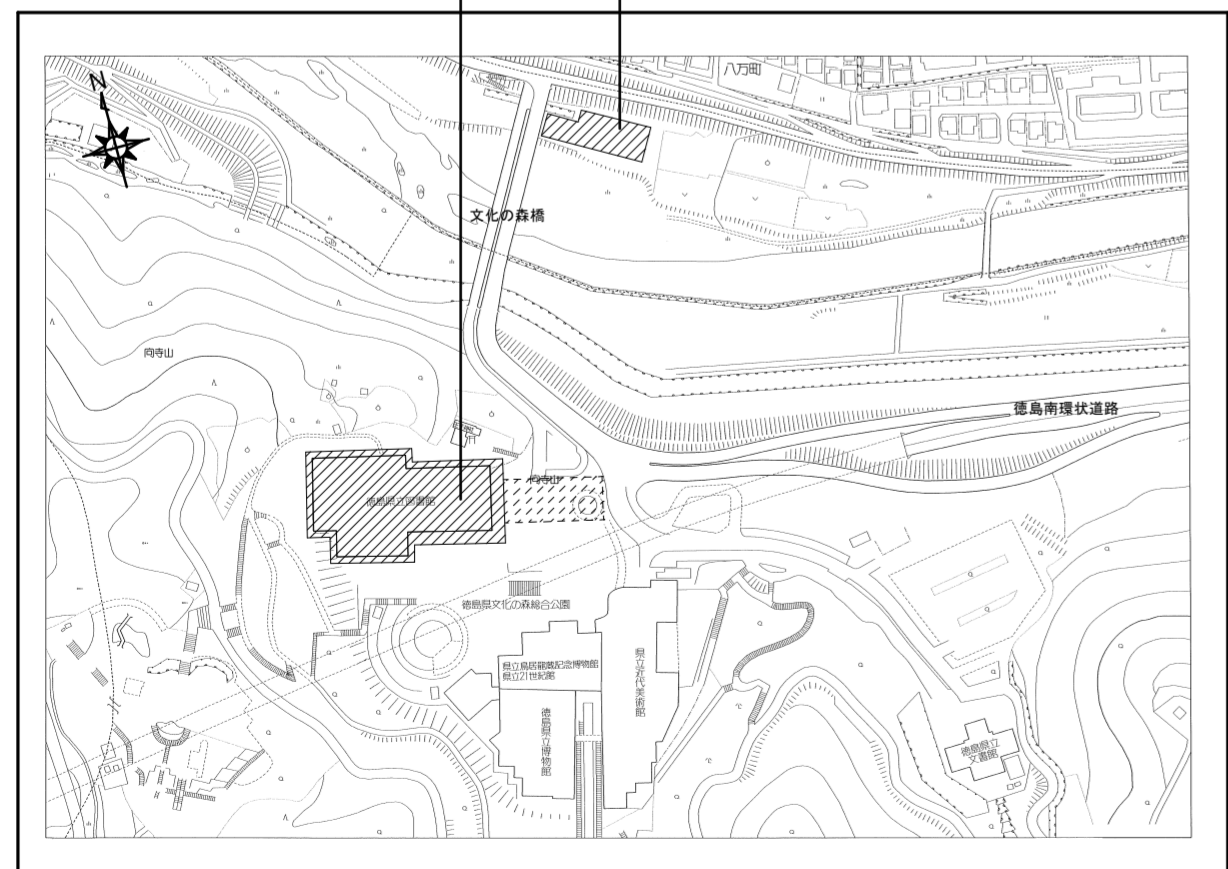 八万町
N
文化の森橋
向寺山
徳島南環状道路
向寺山
徳島県立図書館
徳島県文化の森総合公園
県立鳥居龍蔵記念博物館
県立21世紀館
県立近代美術館
徳島県立博物館
徳島県立
文書館